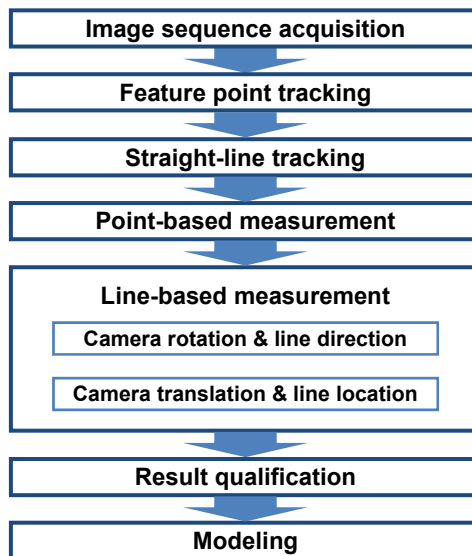 Image sequence acquisition
Feature point tracking
Straight-line tracking
Point-based measurement
Line-based measurement
Camera rotation & line direction
Camera translation & line location
Result qualification
Modeling